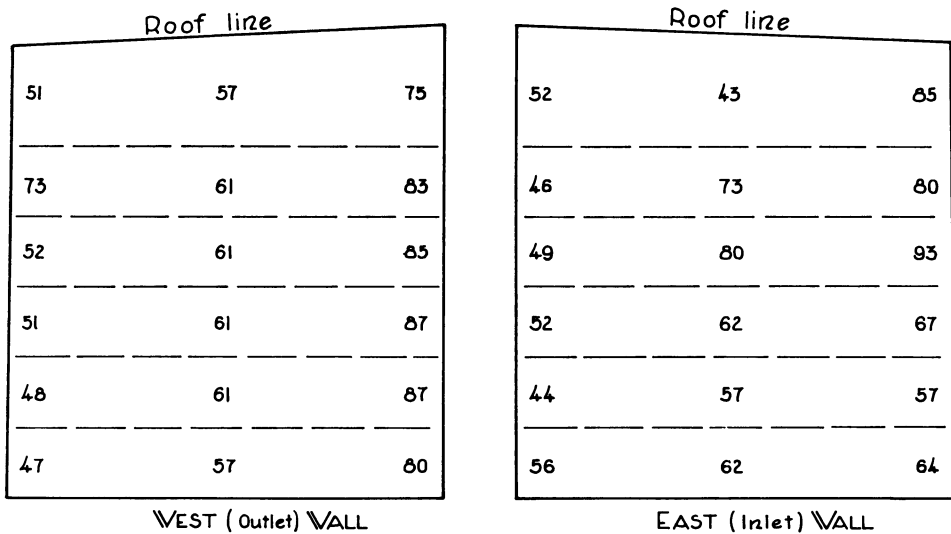 Roof line
51 57 75
73 61 83
52 61 85
51 61 87
48 61 87
47 57 80
WEST (Outlet) WALL
Roof line
52 43 85
46 73 80
49 80 93
52 62 67
44 57 57
56 62 64
EAST (Inlet) WALL